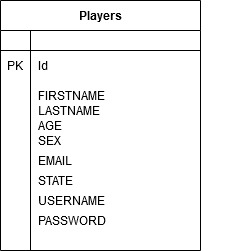 Players
PK Id
FIRSTNAME
LASTNAME
AGE
SEX
EMAIL
STATE
USERNAME
PASSWORD